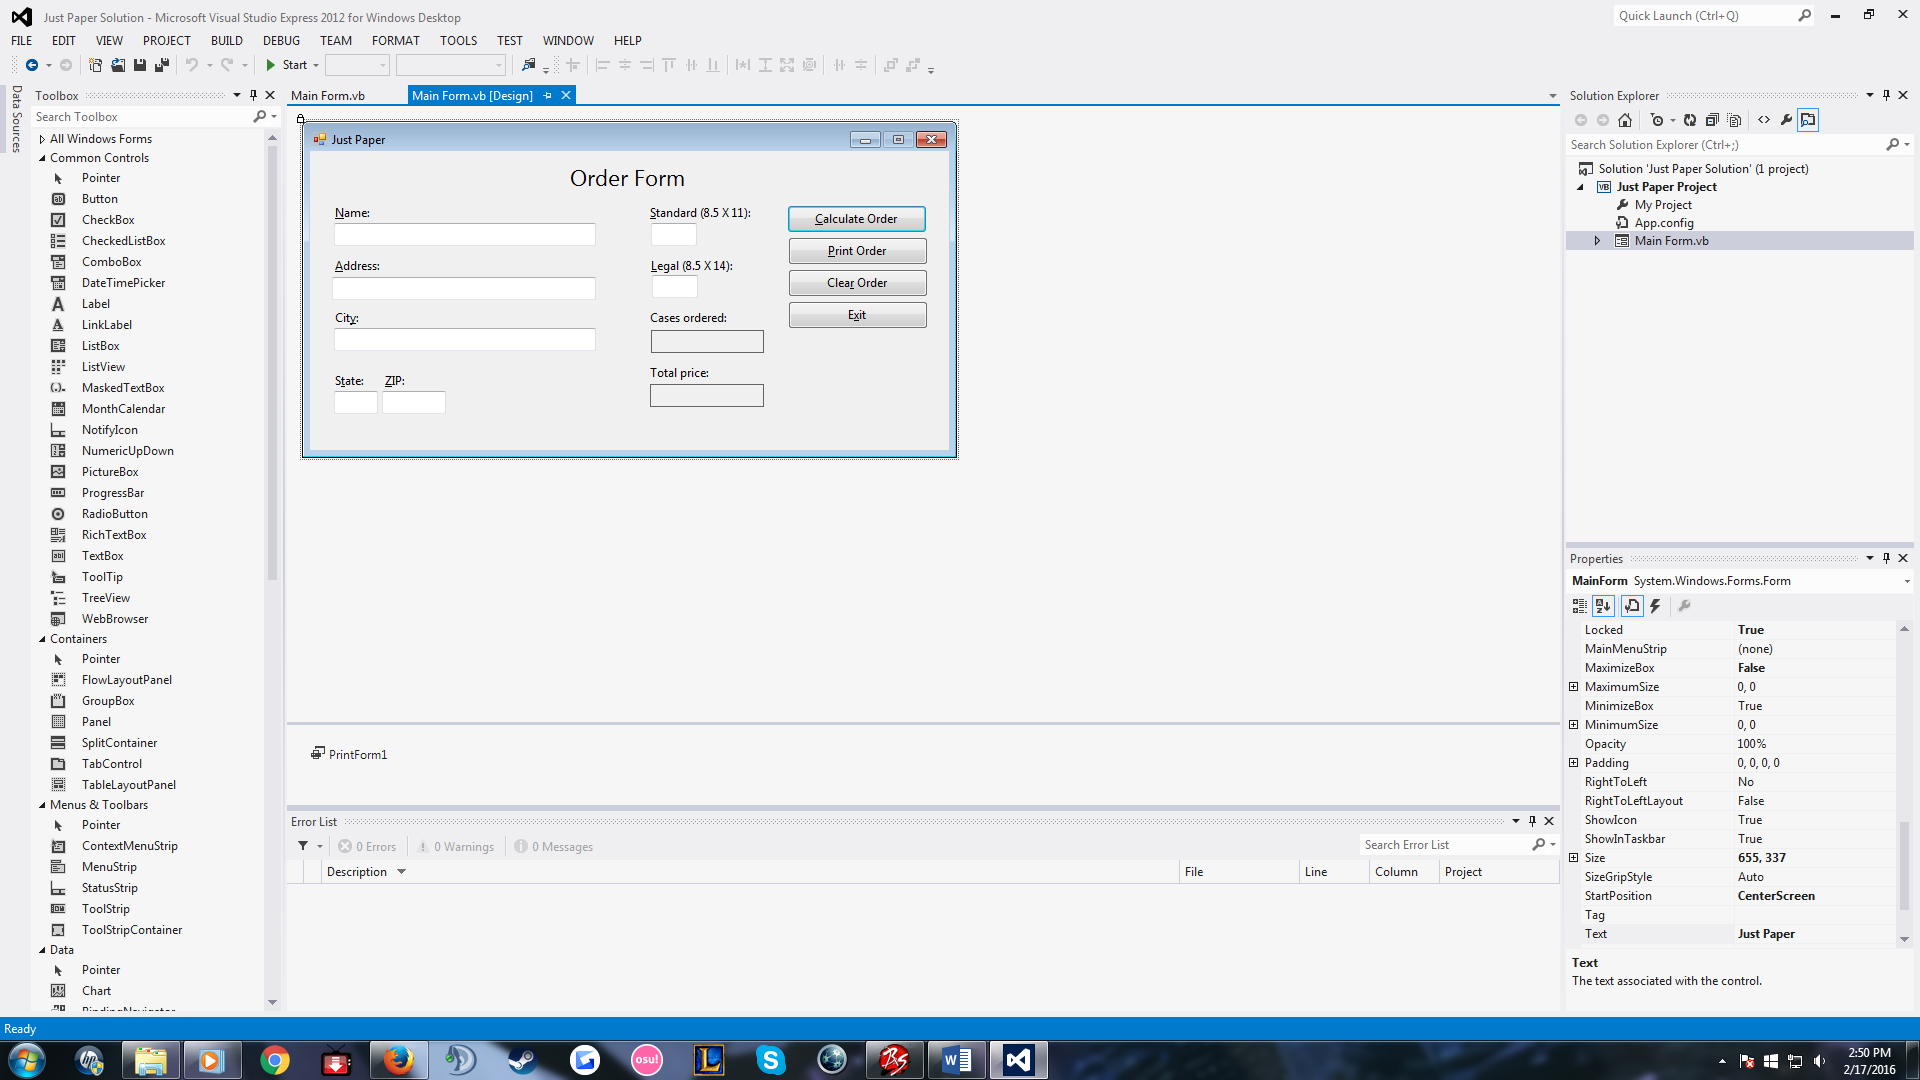 Just Paper Solution - Microsoft Visual Studio Express 2012 for Windows Desktop
Quick Launch (Ctrl+Q)
FILE EDIT VIEW PROJECT BUILD DEBUG TEAM FORMAT TOOLS TEST WINDOW HELP
Start
Data Sources
Toolbox
Search Toolbox
All Windows Forms
Common Controls
Pointer
Button
CheckBox
CheckedListBox
ComboBox
DateTimePicker
Label
LinkLabel
ListBox
ListView
MaskedTextBox
MonthCalendar
NotifyIcon
NumericUpDown
PictureBox
ProgressBar
RadioButton
RichTextBox
TextBox
ToolTip
TreeView
WebBrowser
Containers
Pointer
FlowLayoutPanel
GroupBox
Panel
SplitContainer
TabControl
TableLayoutPanel
Menus & Toolbars
Pointer
ContextMenuStrip
MenuStrip
StatusStrip
ToolStrip
ToolStripContainer
Data
Pointer
Chart
BindingNavigator
Main Form.vb
Main Form.vb [Design]
Just Paper
Order Form
Name:
Address:
City:
State: ZIP:
Standard (8.5 X 11):
Legal (8.5 X 14):
Cases ordered:
Total price:
Calculate Order
Print Order
Clear Order
Exit
PrintForm1
Error List
0 Errors 0 Warnings 0 Messages
Search Error List
Description File Line Column Project
Solution Explorer
Search Solution Explorer (Ctrl+;)
Solution 'Just Paper Solution' (1 project)
VB Just Paper Project
My Project
App.config
Main Form.vb
Properties
MainForm System.Windows.Forms.Form
Locked True
MainMenuStrip (none)
MaximizeBox False
MaximumSize 0, 0
MinimizeBox True
MinimumSize 0, 0
Opacity 100%
Padding 0, 0, 0, 0
RightToLeft No
RightToLeftLayout False
ShowIcon True
ShowInTaskbar True
Size 655, 337
SizeGripStyle Auto
StartPosition CenterScreen
Tag
Text Just Paper
Text
The text associated with the control.
Ready
hp
osu!
L
S
BS
W
2:50 PM
2/17/2016